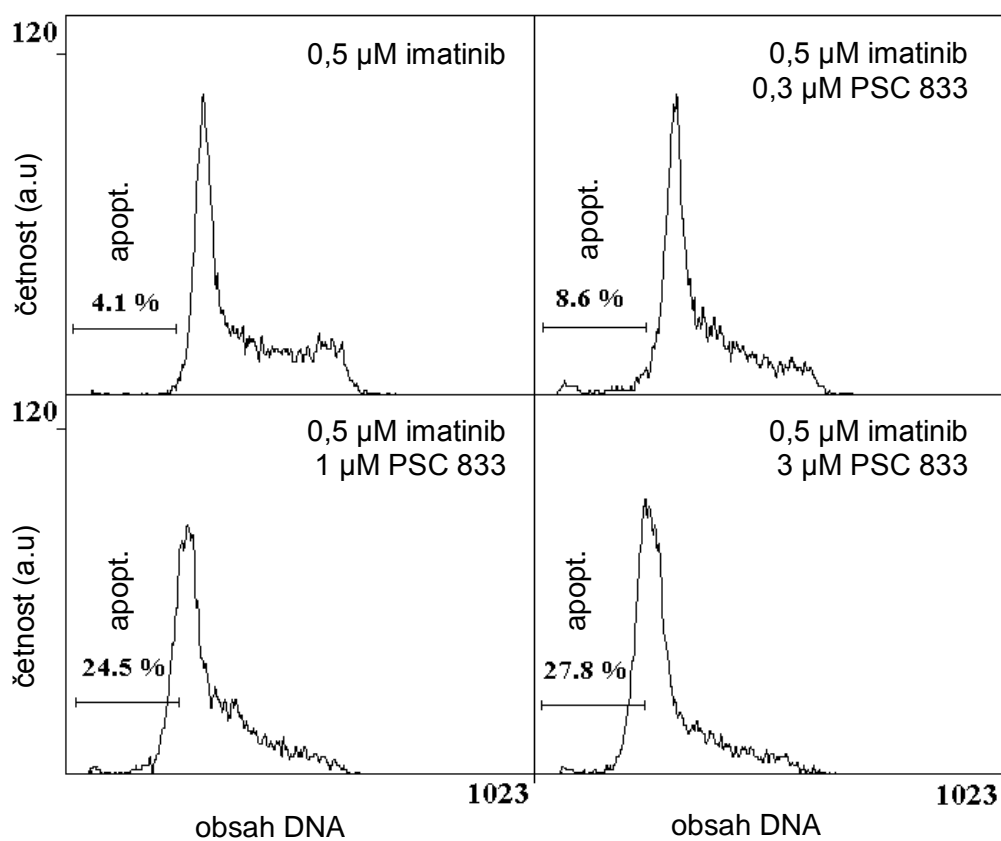 120
0,5 µM imatinib
četnost (a.u)
apopt.
4.1 %
0,5 µM imatinib
0,3 µM PSC 833
apopt.
8.6 %
120
0,5 µM imatinib
1 µM PSC 833
četnost (a.u)
apopt.
24.5 %
1023
obsah DNA
0,5 µM imatinib
3 µM PSC 833
apopt.
27.8 %
1023
obsah DNA